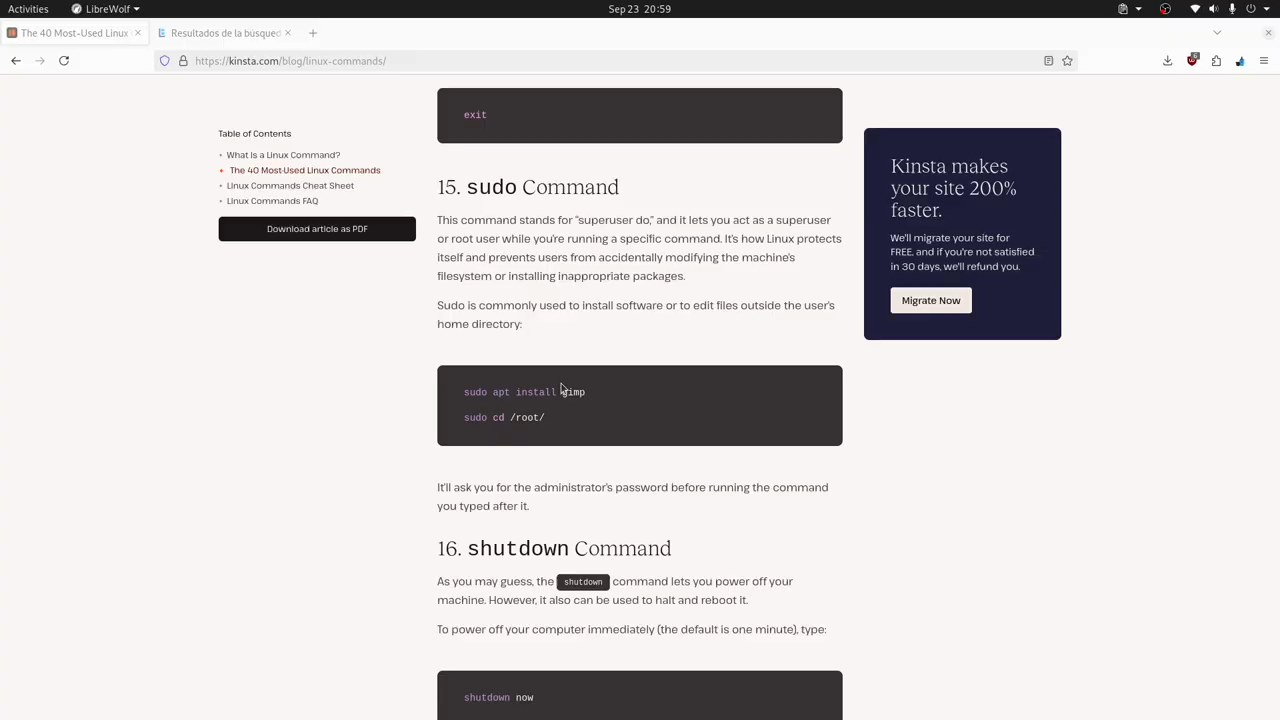 Activities
LibreWolf
Sep 23 20:59
The 40 Most-Used Linux
Resultados de la búsqued
https://kinsta.com/blog/linux-commands/
6
exit
Table of Contents
What Is a Linux Command?
The 40 Most-Used Linux Commands
Linux Commands Cheat Sheet
Linux Commands FAQ
Download article as PDF
15. sudo Command
This command stands for “superuser do,” and it lets you act as a superuser
or root user while you’re running a specific command. It’s how Linux protects
itself and prevents users from accidentally modifying the machine’s
filesystem or installing inappropriate packages.
Sudo is commonly used to install software or to edit files outside the user’s
home directory:
sudo apt install gimp
sudo cd /root/
It’ll ask you for the administrator’s password before running the command
you typed after it.
16. shutdown Command
As you may guess, the shutdown command lets you power off your
machine. However, it also can be used to halt and reboot it.
To power off your computer immediately (the default is one minute), type:
shutdown now
Kinsta makes
your site 200%
faster.
We’ll migrate your site for
FREE, and if you’re not satisfied
in 30 days, we’ll refund you.
Migrate Now